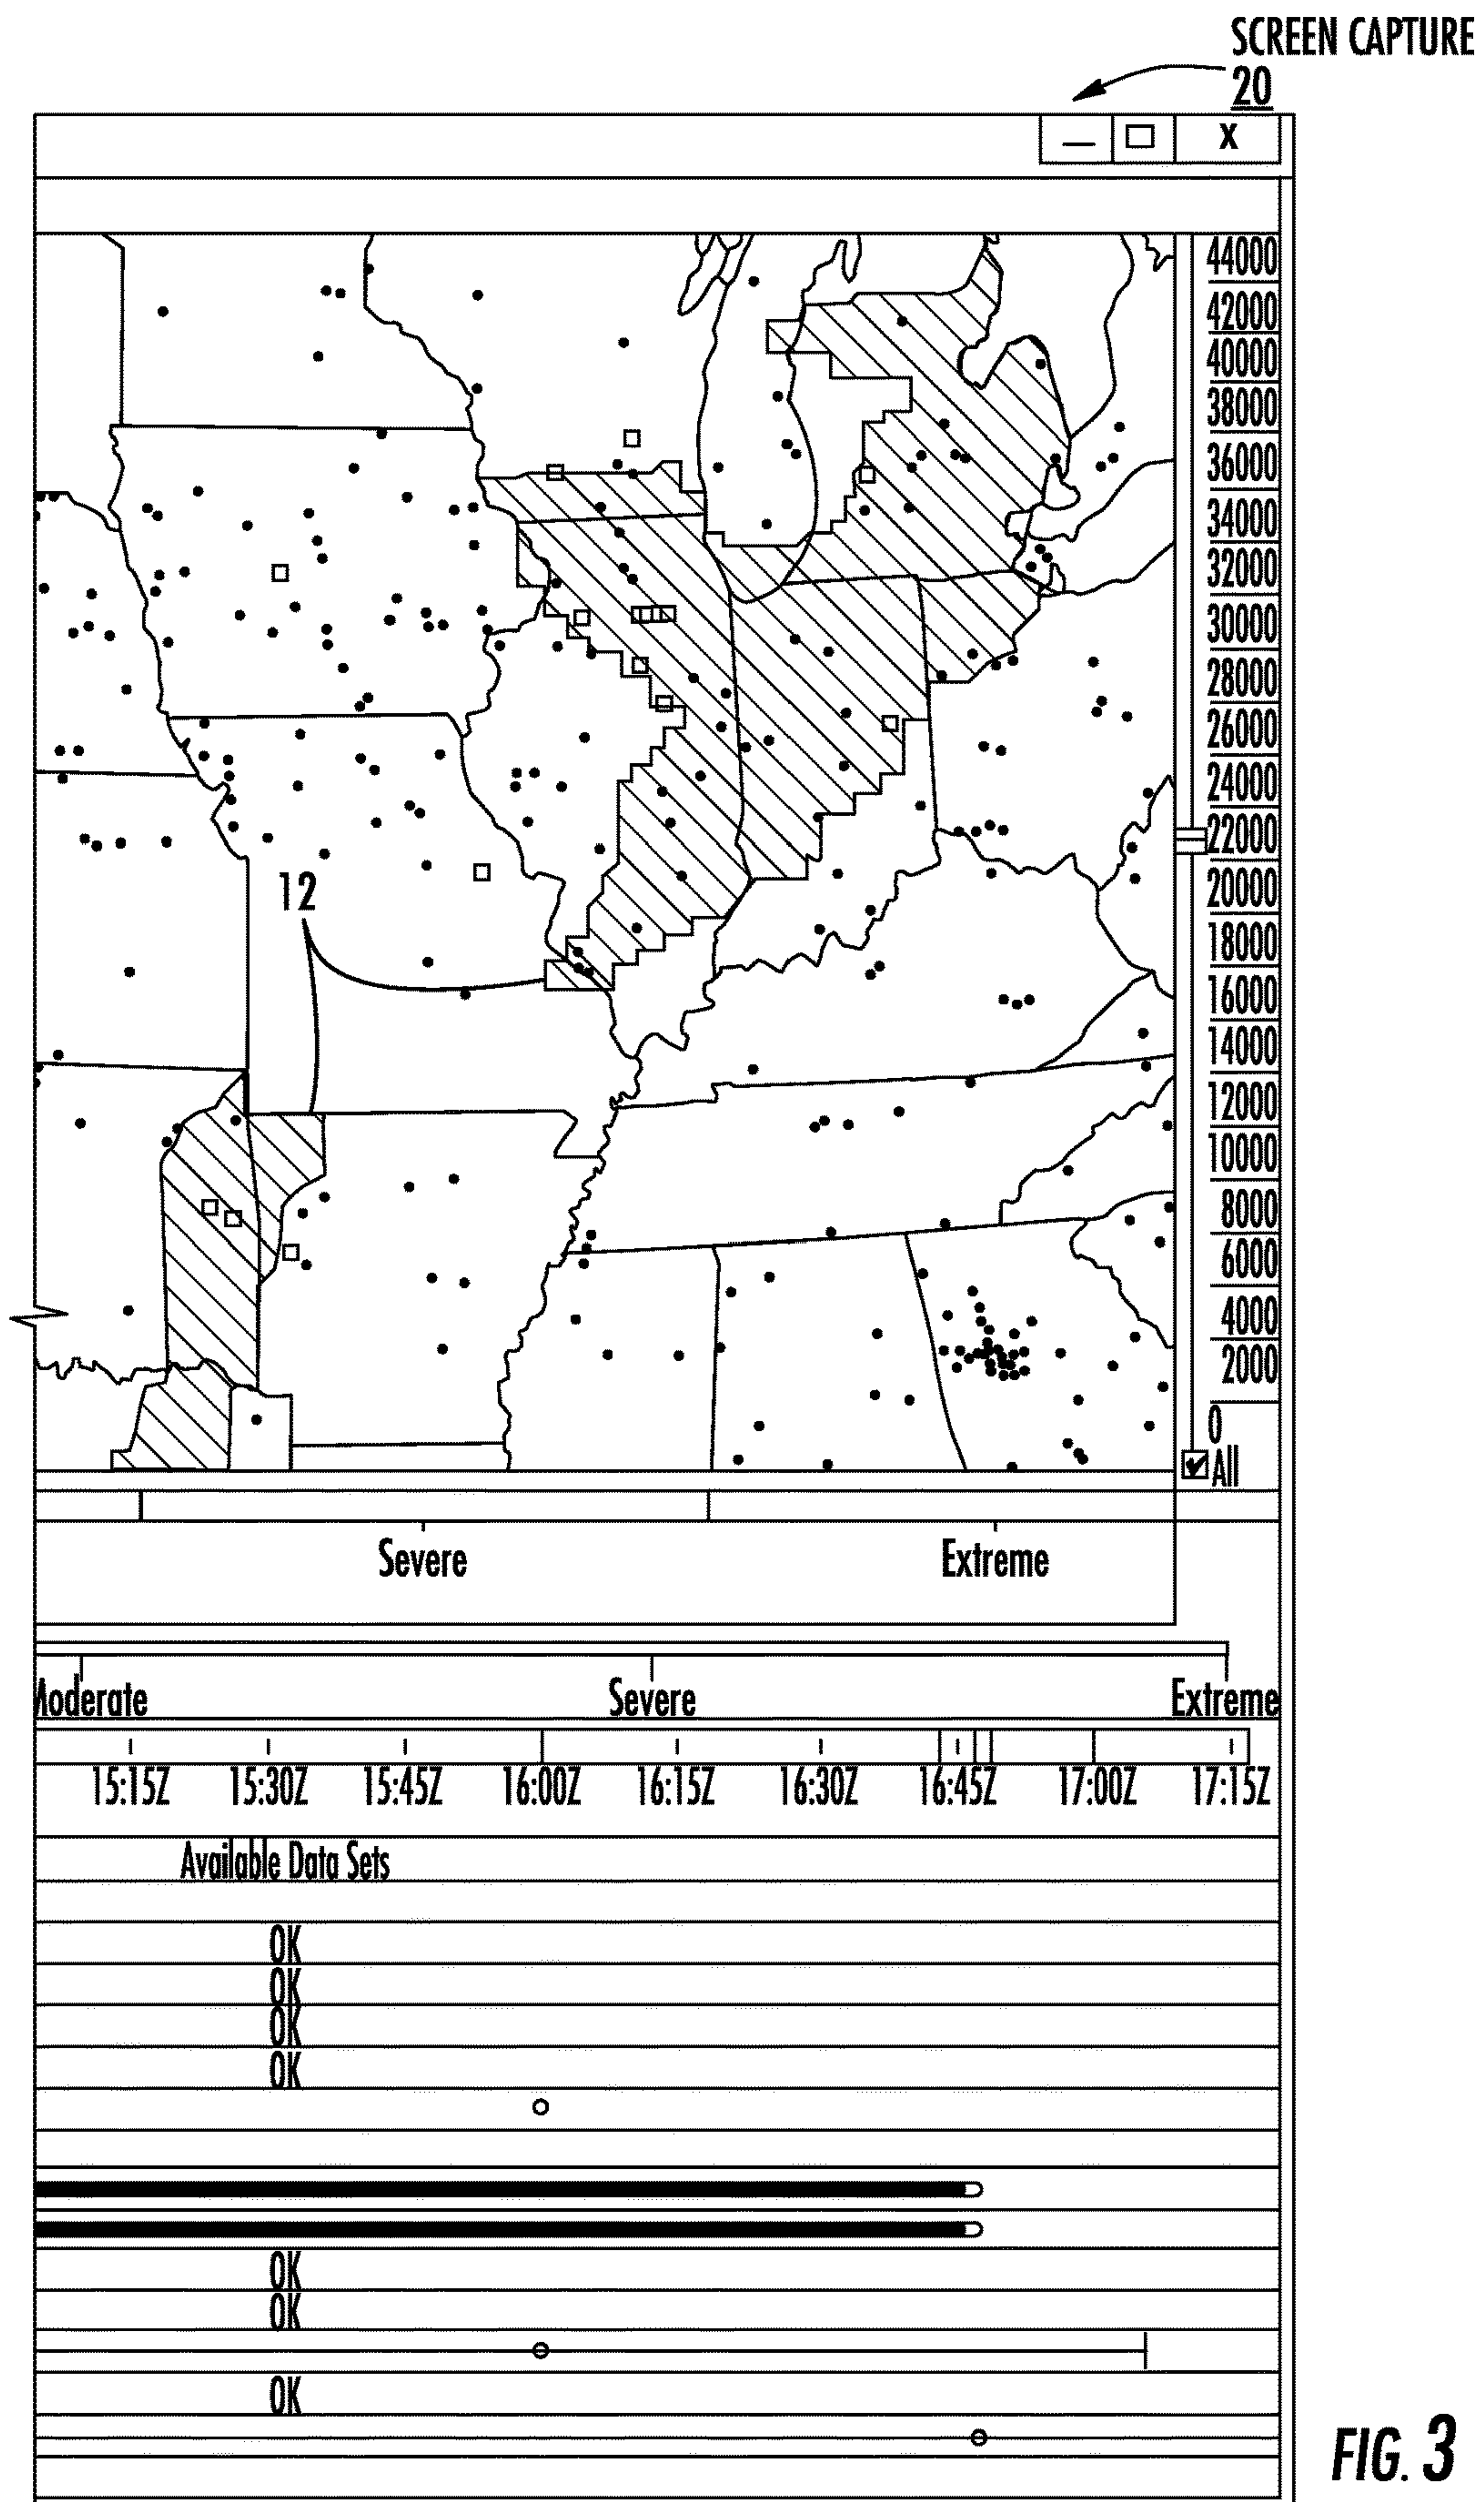 SCREEN CAPTURE
20
X
44000
42000
40000
38000
36000
34000
32000
30000
28000
26000
24000
22000
20000
12
18000
16000
14000
12000
10000
8000
6000
4000
2000
0
All
Severe Extreme
Moderate Severe Extreme
15:15Z 15:30Z 15:45Z 16:00Z 16:15Z 16:30Z 16:45Z 17:00Z 17:15Z
Available Data Sets
OK
OK
OK
OK
OK
OK
OK
FIG. 3